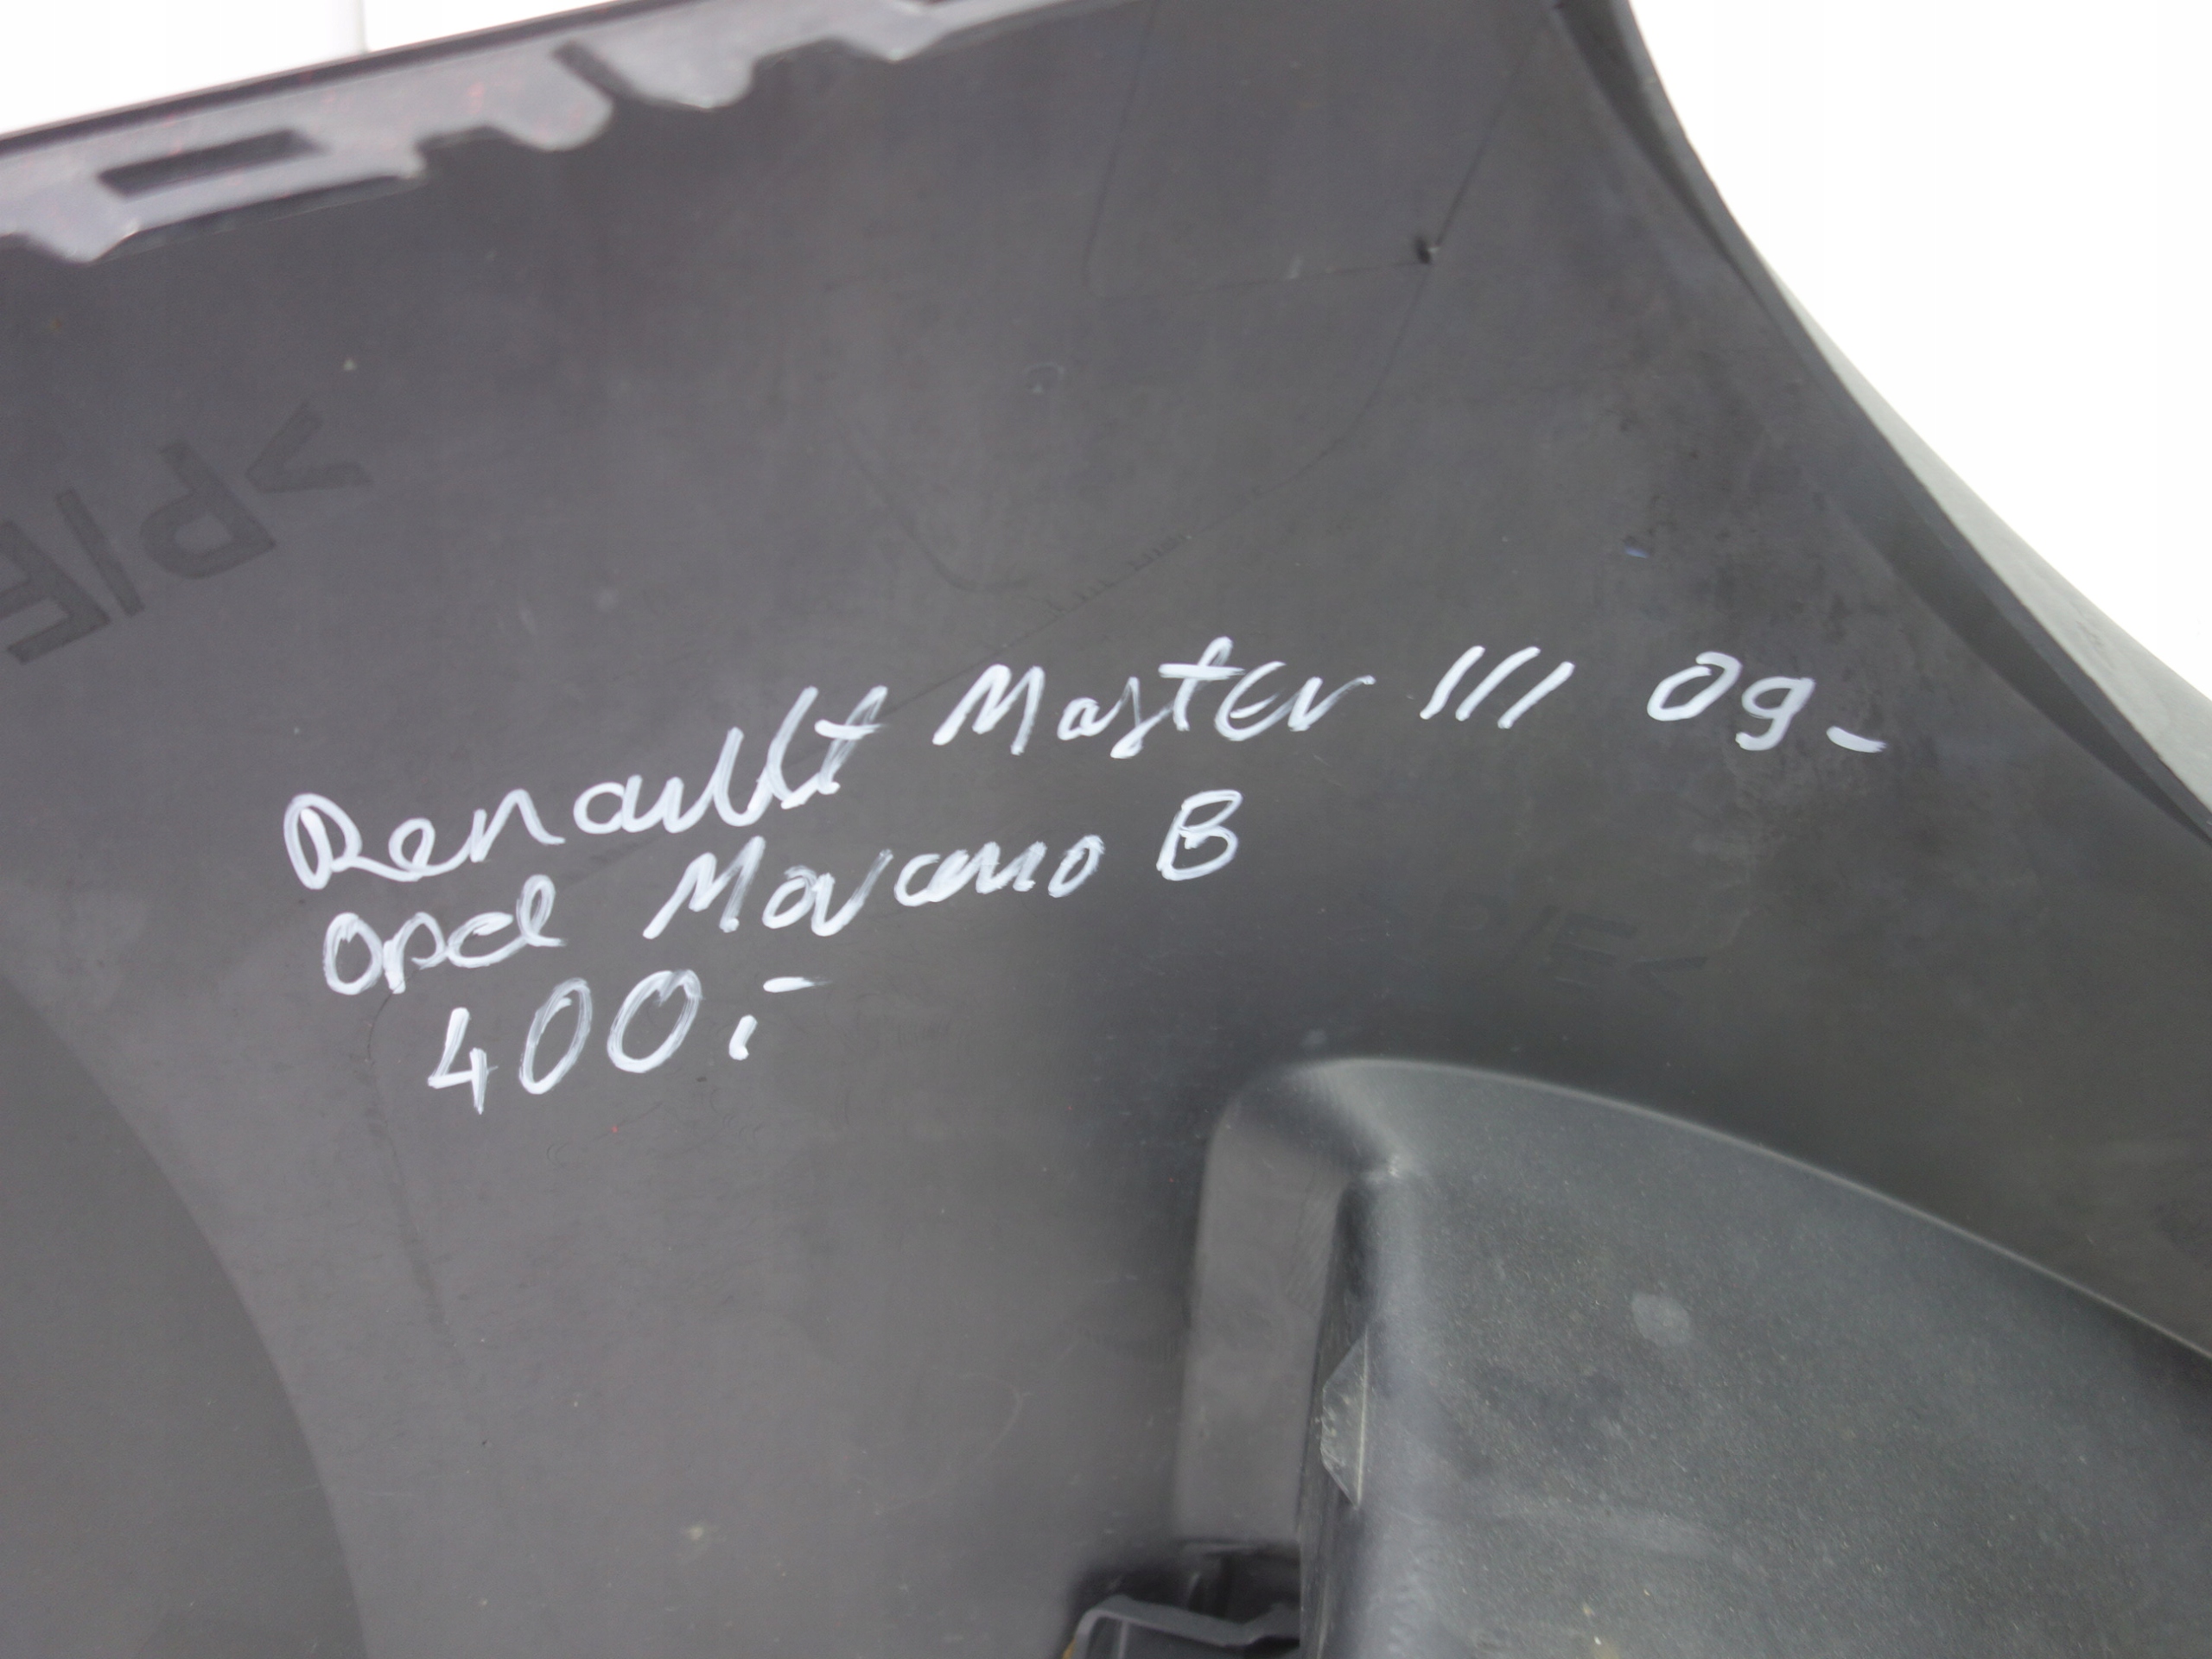 Renault Master III 09-
Opel Movano B
400.-
>P/E
/E<